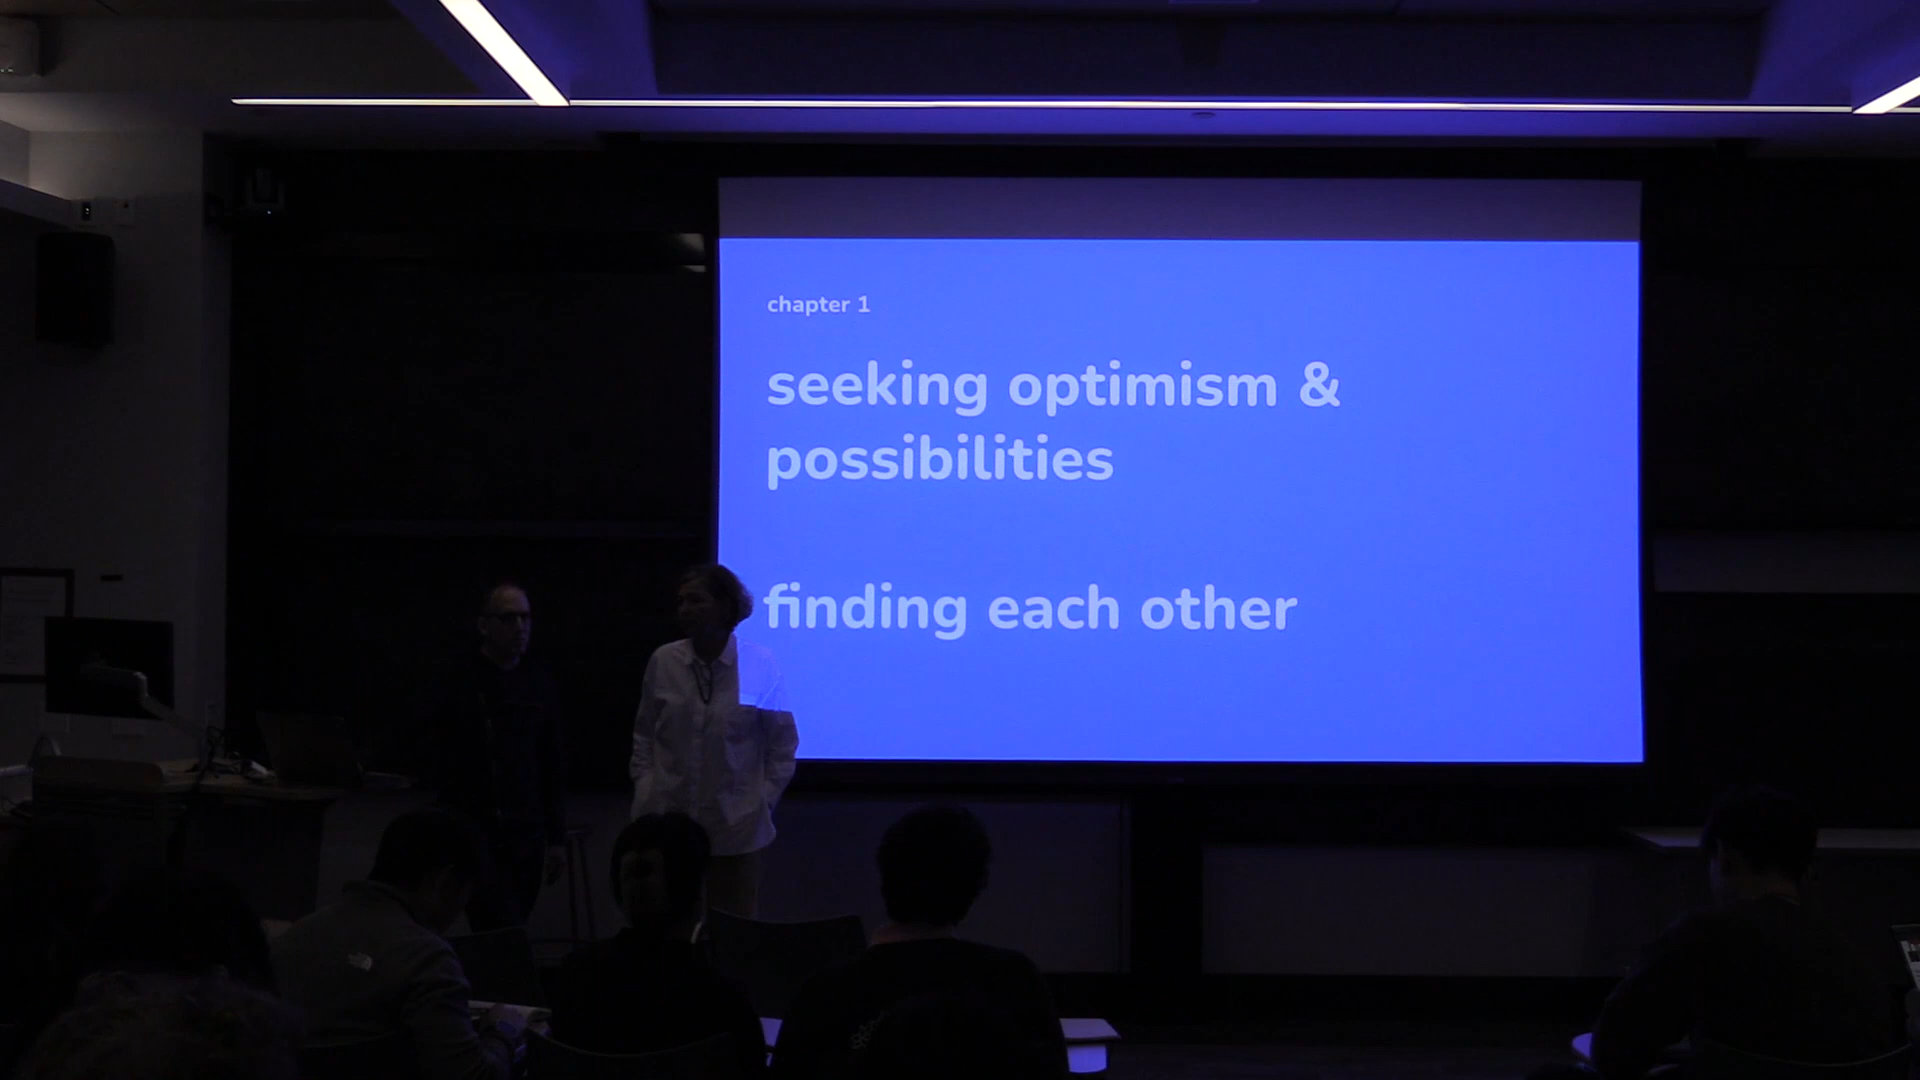 chapter 1
seeking optimism &
possibilities
finding each other